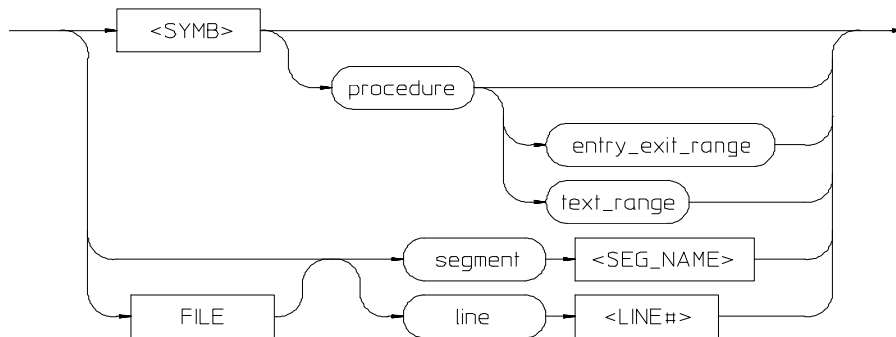 <SYMB>
procedure
entry_exit_range
text_range
segment <SEG_NAME>
FILE line <LINE#>